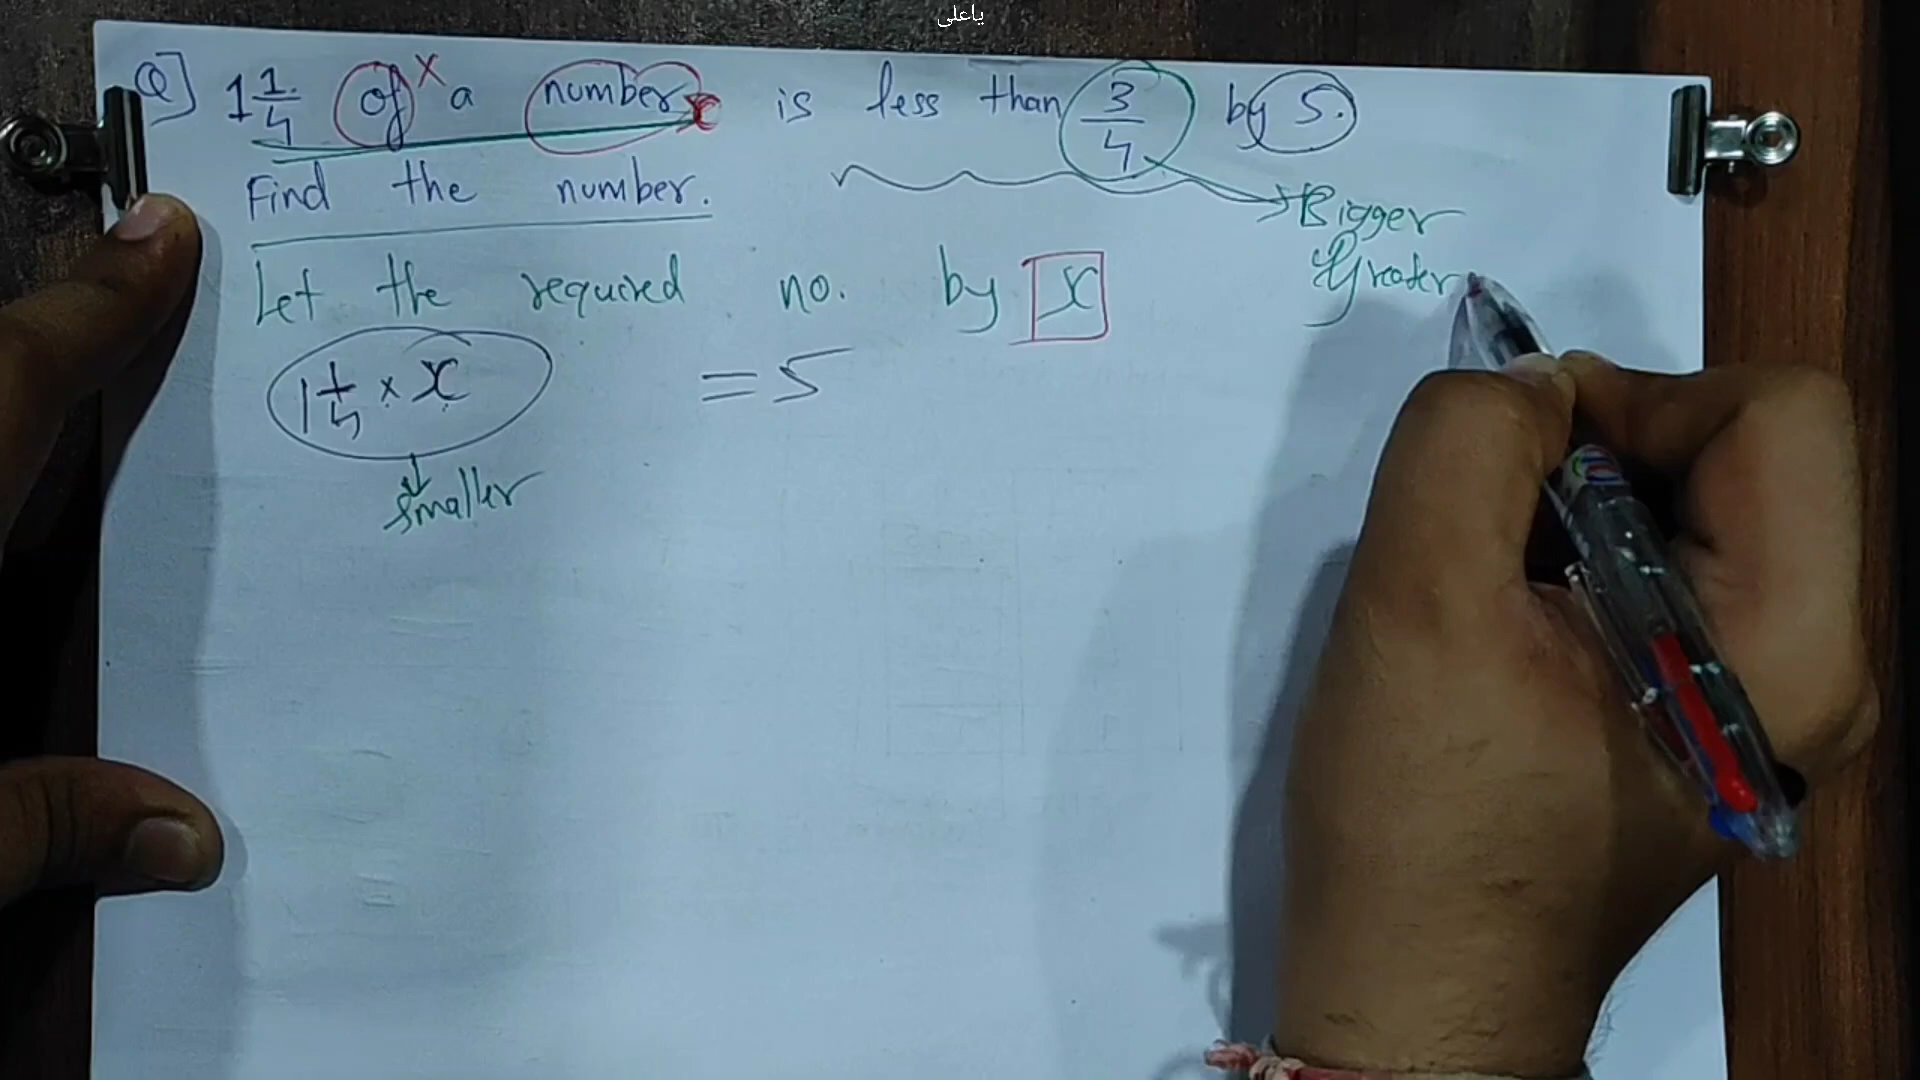 ياعلى
Q] 1 1/4 of × a number x is less than 3/4 by 5.
Find the number.
Bigger
Greater
Let the required no. by x
1 1/4 × x = 5
Smaller